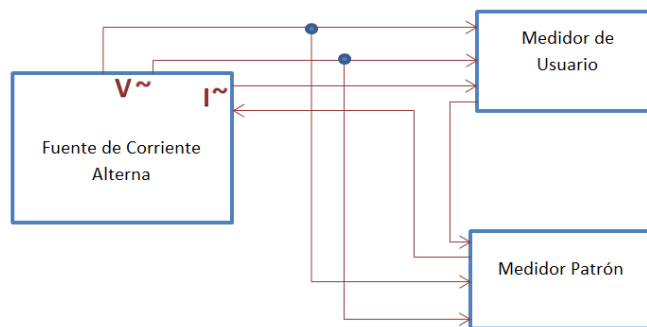 Medidor de
Usuario
V~
I~
Fuente de Corriente
Alterna
Medidor Patrón